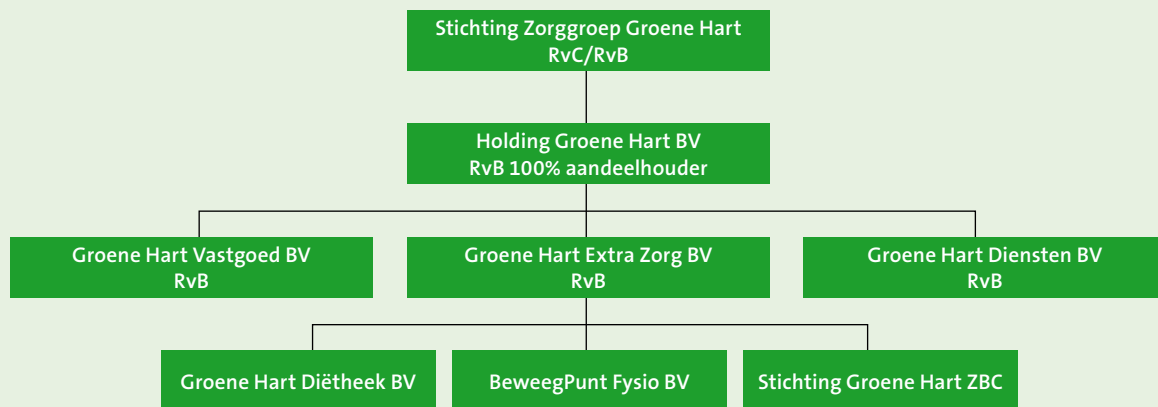 Stichting Zorggroep Groene Hart
RvC/RvB
Holding Groene Hart BV
RvB 100% aandeelhouder
Groene Hart Vastgoed BV
RvB
Groene Hart Extra Zorg BV
RvB
Groene Hart Diensten BV
RvB
Groene Hart Diëtheek BV
BeweegPunt Fysio BV
Stichting Groene Hart ZBC